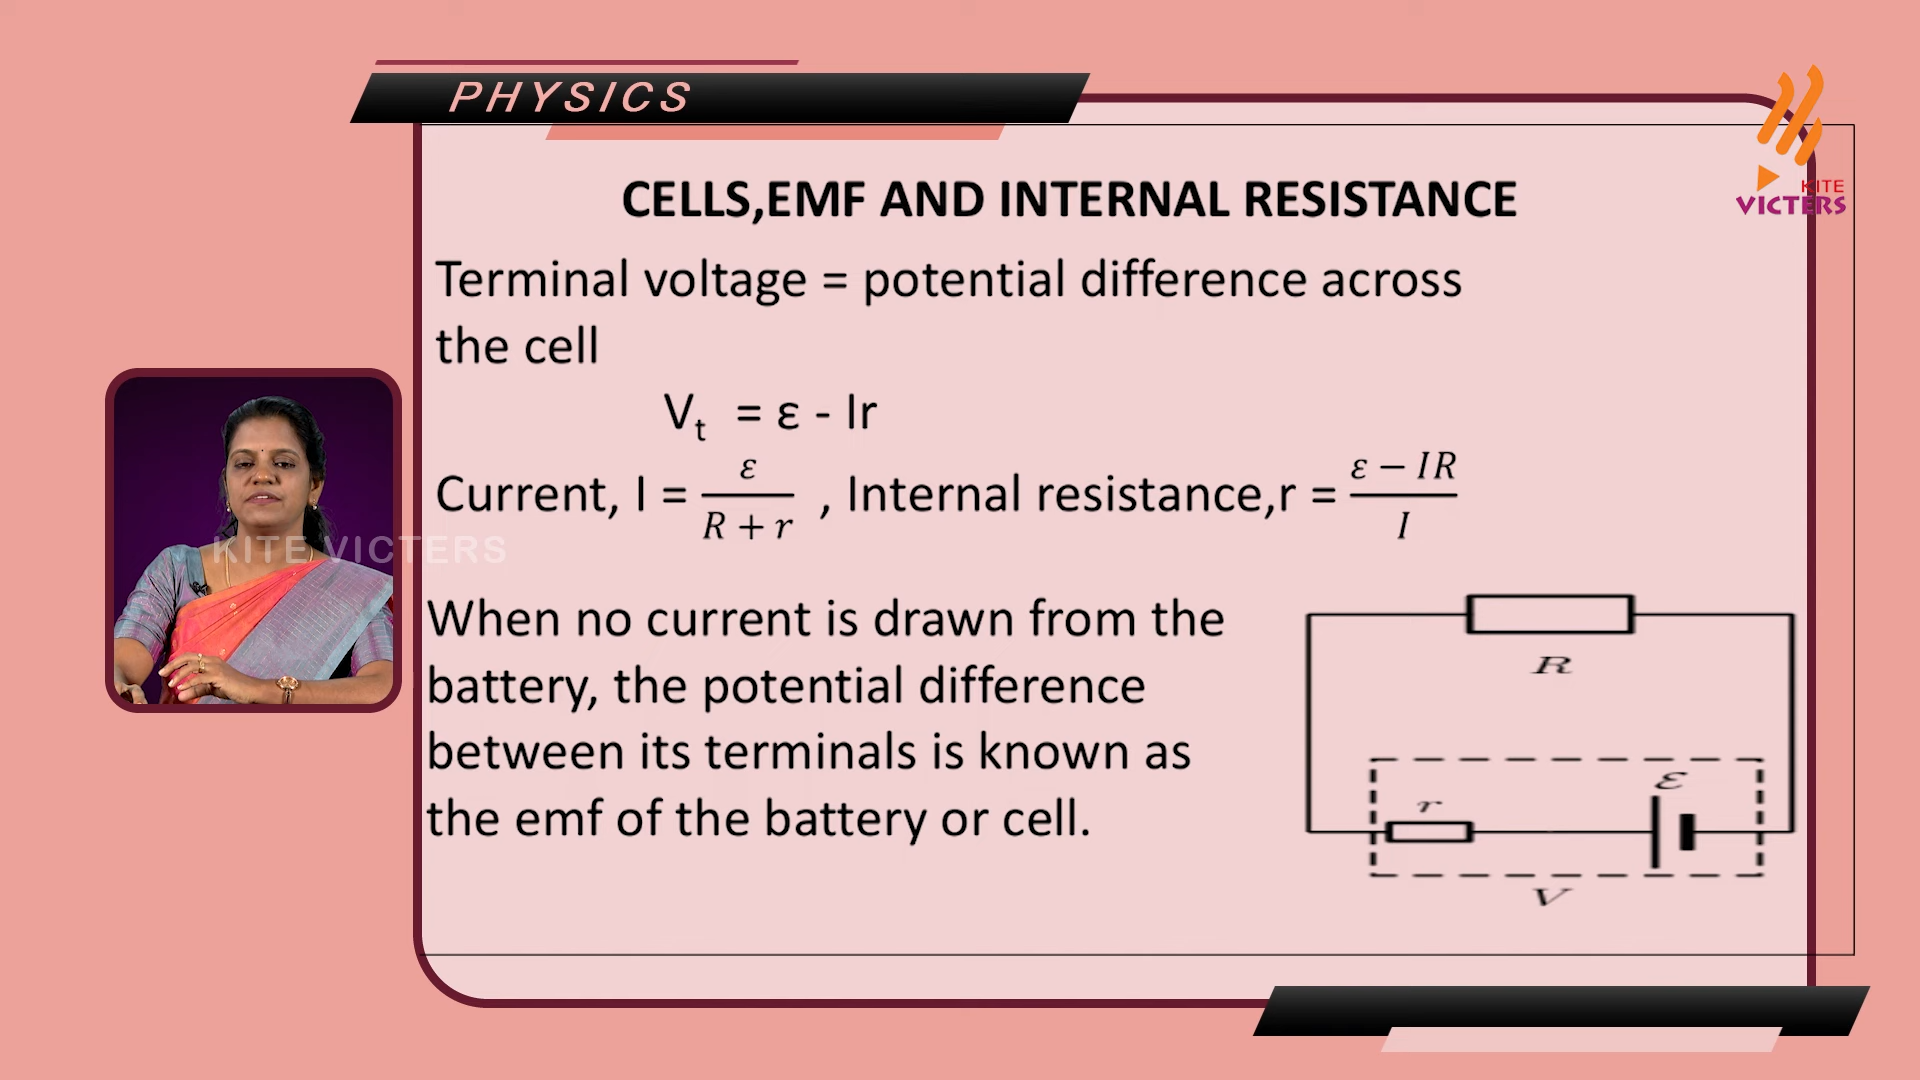 PHYSICS
KITE
VICTERS
CELLS,EMF AND INTERNAL RESISTANCE
Terminal voltage = potential difference across
the cell
Vₜ = ε - Ir
Current, I = ε / (R + r) , Internal resistance,r = (ε − IR) / I
KITE VICTERS
When no current is drawn from the
battery, the potential difference
between its terminals is known as
the emf of the battery or cell.
R
ε
r
V